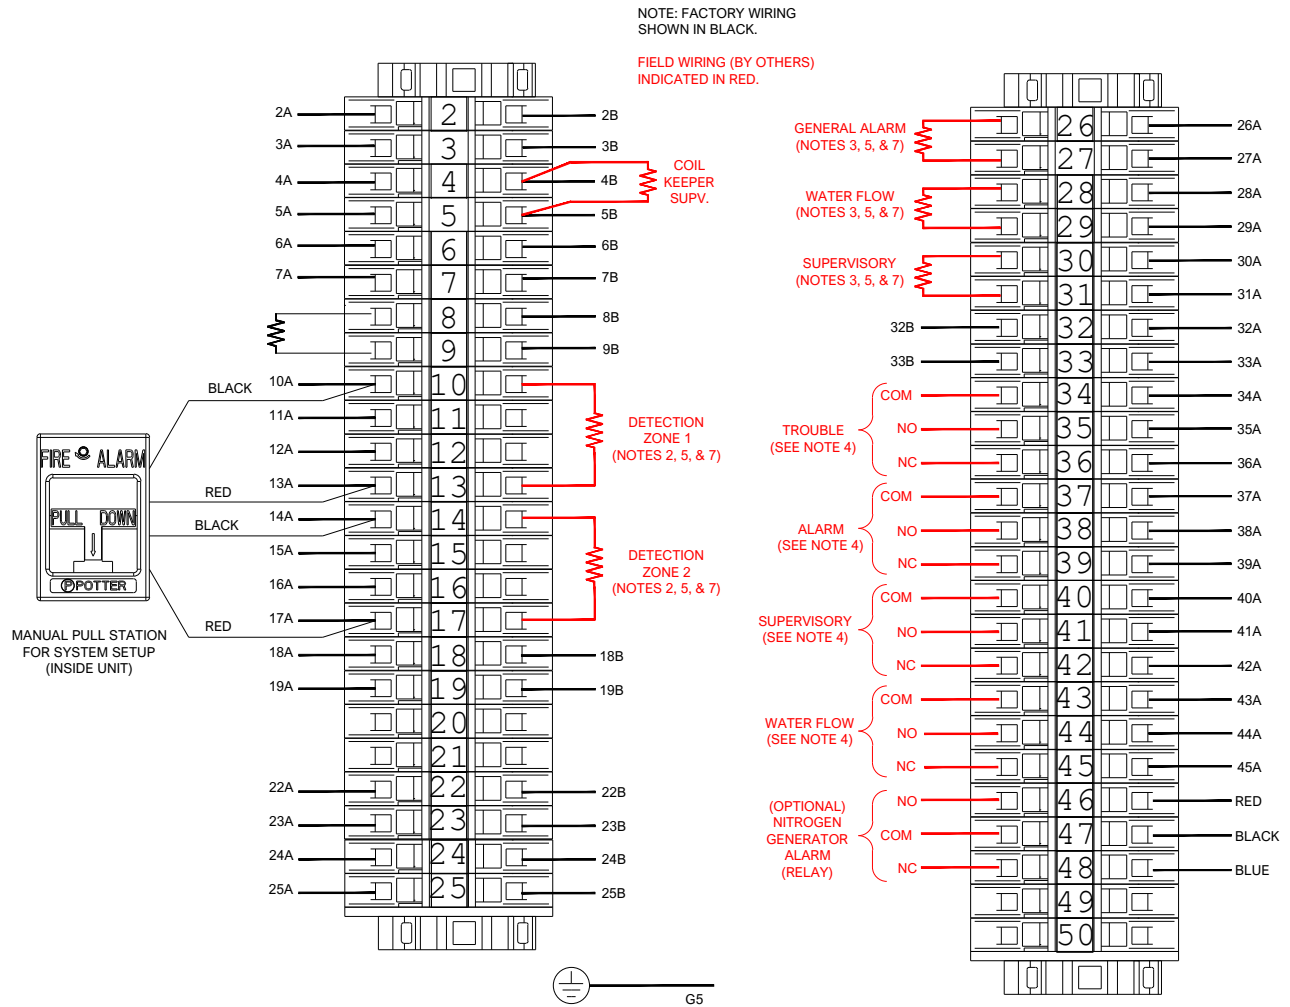 NOTE: FACTORY WIRING
SHOWN IN BLACK.
FIELD WIRING (BY OTHERS)
INDICATED IN RED.
2A 2 2B
3A 3 3B
4A 4 4B
5A 5 5B
COIL
KEEPER
SUPV.
6A 6 6B
7A 7 7B
8 8B
9 9B
BLACK 10A 10
11A 11
12A 12
RED 13A 13
DETECTION
ZONE 1
(NOTES 2, 5, & 7)
BLACK 14A 14
15A 15
16A 16
RED 17A 17
DETECTION
ZONE 2
(NOTES 2, 5, & 7)
FIRE ALARM
PULL DOWN
P POTTER
MANUAL PULL STATION
FOR SYSTEM SETUP
(INSIDE UNIT)
18A 18 18B
19A 19 19B
20
21
22A 22 22B
23A 23 23B
24A 24 24B
25A 25 25B
G5
GENERAL ALARM
(NOTES 3, 5, & 7)
26 26A
27 27A
WATER FLOW
(NOTES 3, 5, & 7)
28 28A
29 29A
SUPERVISORY
(NOTES 3, 5, & 7)
30 30A
31 31A
32B 32 32A
33B 33 33A
TROUBLE
(SEE NOTE 4)
COM 34 34A
NO 35 35A
NC 36 36A
ALARM
(SEE NOTE 4)
COM 37 37A
NO 38 38A
NC 39 39A
SUPERVISORY
(SEE NOTE 4)
COM 40 40A
NO 41 41A
NC 42 42A
WATER FLOW
(SEE NOTE 4)
COM 43 43A
NO 44 44A
NC 45 45A
(OPTIONAL)
NITROGEN
GENERATOR
ALARM
(RELAY)
NO 46 RED
COM 47 BLACK
NC 48 BLUE
49
50